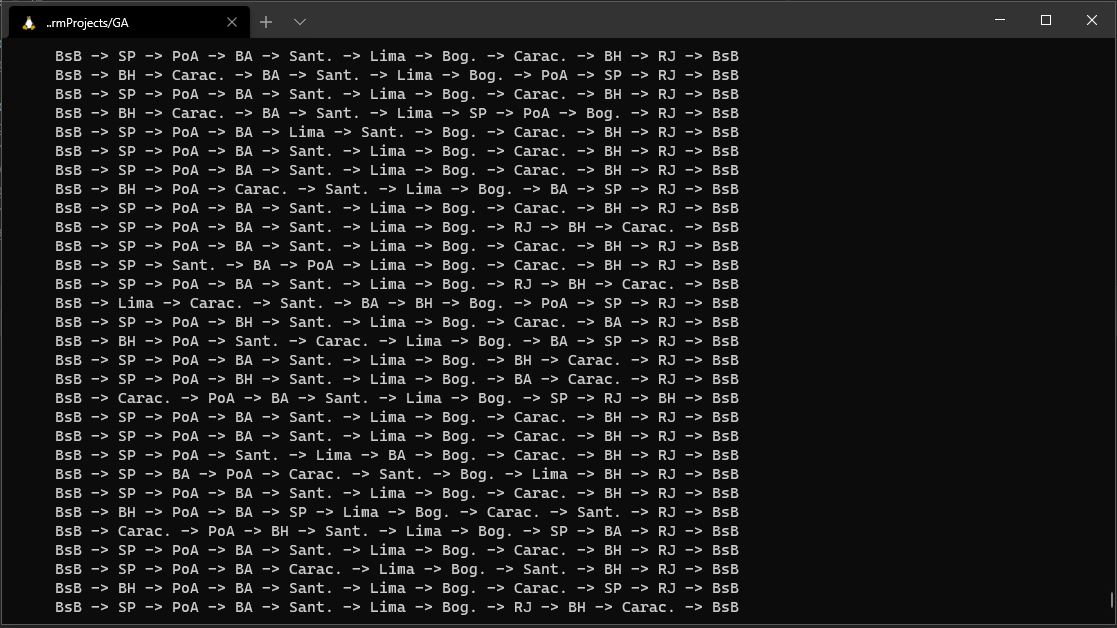 ..rmProjects/GA
BsB -> SP -> PoA -> BA -> Sant. -> Lima -> Bog. -> Carac. -> BH -> RJ -> BsB
BsB -> BH -> Carac. -> BA -> Sant. -> Lima -> Bog. -> PoA -> SP -> RJ -> BsB
BsB -> SP -> PoA -> BA -> Sant. -> Lima -> Bog. -> Carac. -> BH -> RJ -> BsB
BsB -> BH -> Carac. -> BA -> Sant. -> Lima -> SP -> PoA -> Bog. -> RJ -> BsB
BsB -> SP -> PoA -> BA -> Lima -> Sant. -> Bog. -> Carac. -> BH -> RJ -> BsB
BsB -> SP -> PoA -> BA -> Sant. -> Lima -> Bog. -> Carac. -> BH -> RJ -> BsB
BsB -> SP -> PoA -> BA -> Sant. -> Lima -> Bog. -> Carac. -> BH -> RJ -> BsB
BsB -> BH -> PoA -> Carac. -> Sant. -> Lima -> Bog. -> BA -> SP -> RJ -> BsB
BsB -> SP -> PoA -> BA -> Sant. -> Lima -> Bog. -> Carac. -> BH -> RJ -> BsB
BsB -> SP -> PoA -> BA -> Sant. -> Lima -> Bog. -> RJ -> BH -> Carac. -> BsB
BsB -> SP -> PoA -> BA -> Sant. -> Lima -> Bog. -> Carac. -> BH -> RJ -> BsB
BsB -> SP -> Sant. -> BA -> PoA -> Lima -> Bog. -> Carac. -> BH -> RJ -> BsB
BsB -> SP -> PoA -> BA -> Sant. -> Lima -> Bog. -> RJ -> BH -> Carac. -> BsB
BsB -> Lima -> Carac. -> Sant. -> BA -> BH -> Bog. -> PoA -> SP -> RJ -> BsB
BsB -> SP -> PoA -> BH -> Sant. -> Lima -> Bog. -> Carac. -> BA -> RJ -> BsB
BsB -> BH -> PoA -> Sant. -> Carac. -> Lima -> Bog. -> BA -> SP -> RJ -> BsB
BsB -> SP -> PoA -> BA -> Sant. -> Lima -> Bog. -> BH -> Carac. -> RJ -> BsB
BsB -> SP -> PoA -> BH -> Sant. -> Lima -> Bog. -> BA -> Carac. -> RJ -> BsB
BsB -> Carac. -> PoA -> BA -> Sant. -> Lima -> Bog. -> SP -> RJ -> BH -> BsB
BsB -> SP -> PoA -> BA -> Sant. -> Lima -> Bog. -> Carac. -> BH -> RJ -> BsB
BsB -> SP -> PoA -> BA -> Sant. -> Lima -> Bog. -> Carac. -> BH -> RJ -> BsB
BsB -> SP -> PoA -> Sant. -> Lima -> BA -> Bog. -> Carac. -> BH -> RJ -> BsB
BsB -> SP -> BA -> PoA -> Carac. -> Sant. -> Bog. -> Lima -> BH -> RJ -> BsB
BsB -> SP -> PoA -> BA -> Sant. -> Lima -> Bog. -> Carac. -> BH -> RJ -> BsB
BsB -> BH -> PoA -> BA -> SP -> Lima -> Bog. -> Carac. -> Sant. -> RJ -> BsB
BsB -> Carac. -> PoA -> BH -> Sant. -> Lima -> Bog. -> SP -> BA -> RJ -> BsB
BsB -> SP -> PoA -> BA -> Sant. -> Lima -> Bog. -> Carac. -> BH -> RJ -> BsB
BsB -> SP -> PoA -> BA -> Carac. -> Lima -> Bog. -> Sant. -> BH -> RJ -> BsB
BsB -> BH -> PoA -> BA -> Sant. -> Lima -> Bog. -> Carac. -> SP -> RJ -> BsB
BsB -> SP -> PoA -> BA -> Sant. -> Lima -> Bog. -> RJ -> BH -> Carac. -> BsB